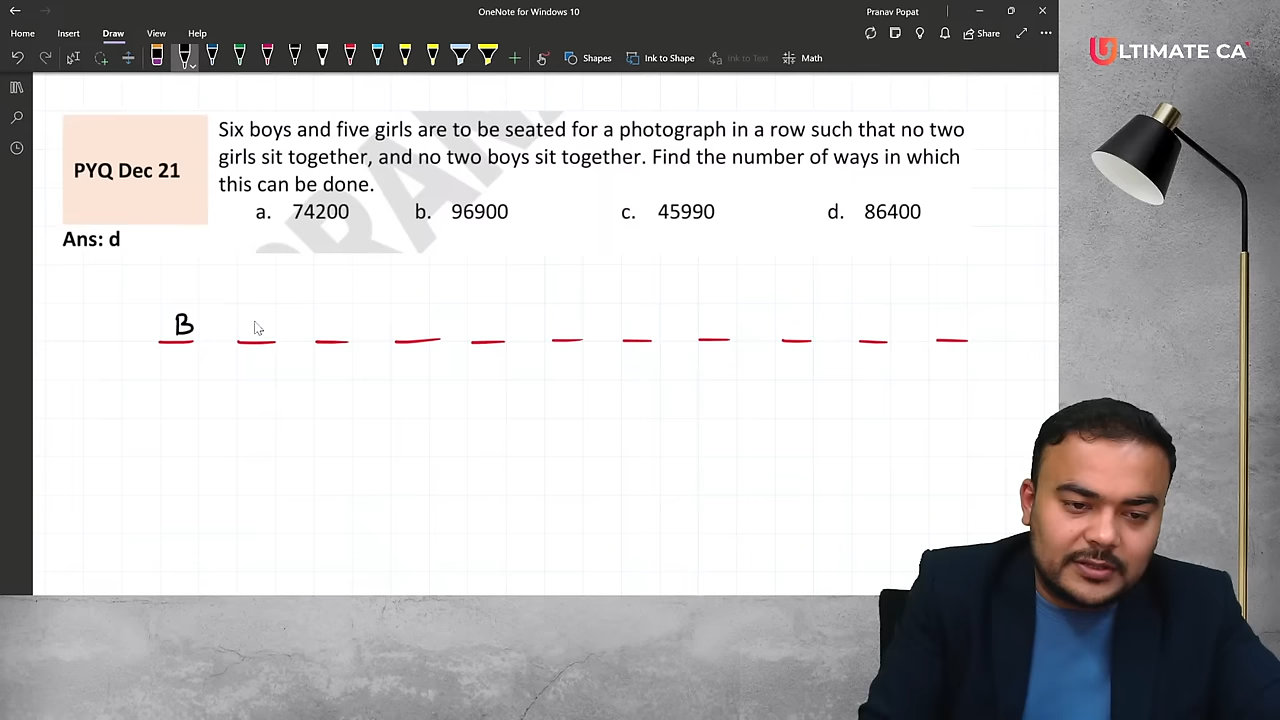 OneNote for Windows 10
Pranav Popat
Home Insert Draw View Help
Share
Shapes Ink to Shape Ink to Text Math
ULTIMATE CA
PYQ Dec 21
Six boys and five girls are to be seated for a photograph in a row such that no two
girls sit together, and no two boys sit together. Find the number of ways in which
this can be done.
a. 74200 b. 96900 c. 45990 d. 86400
Ans: d
B